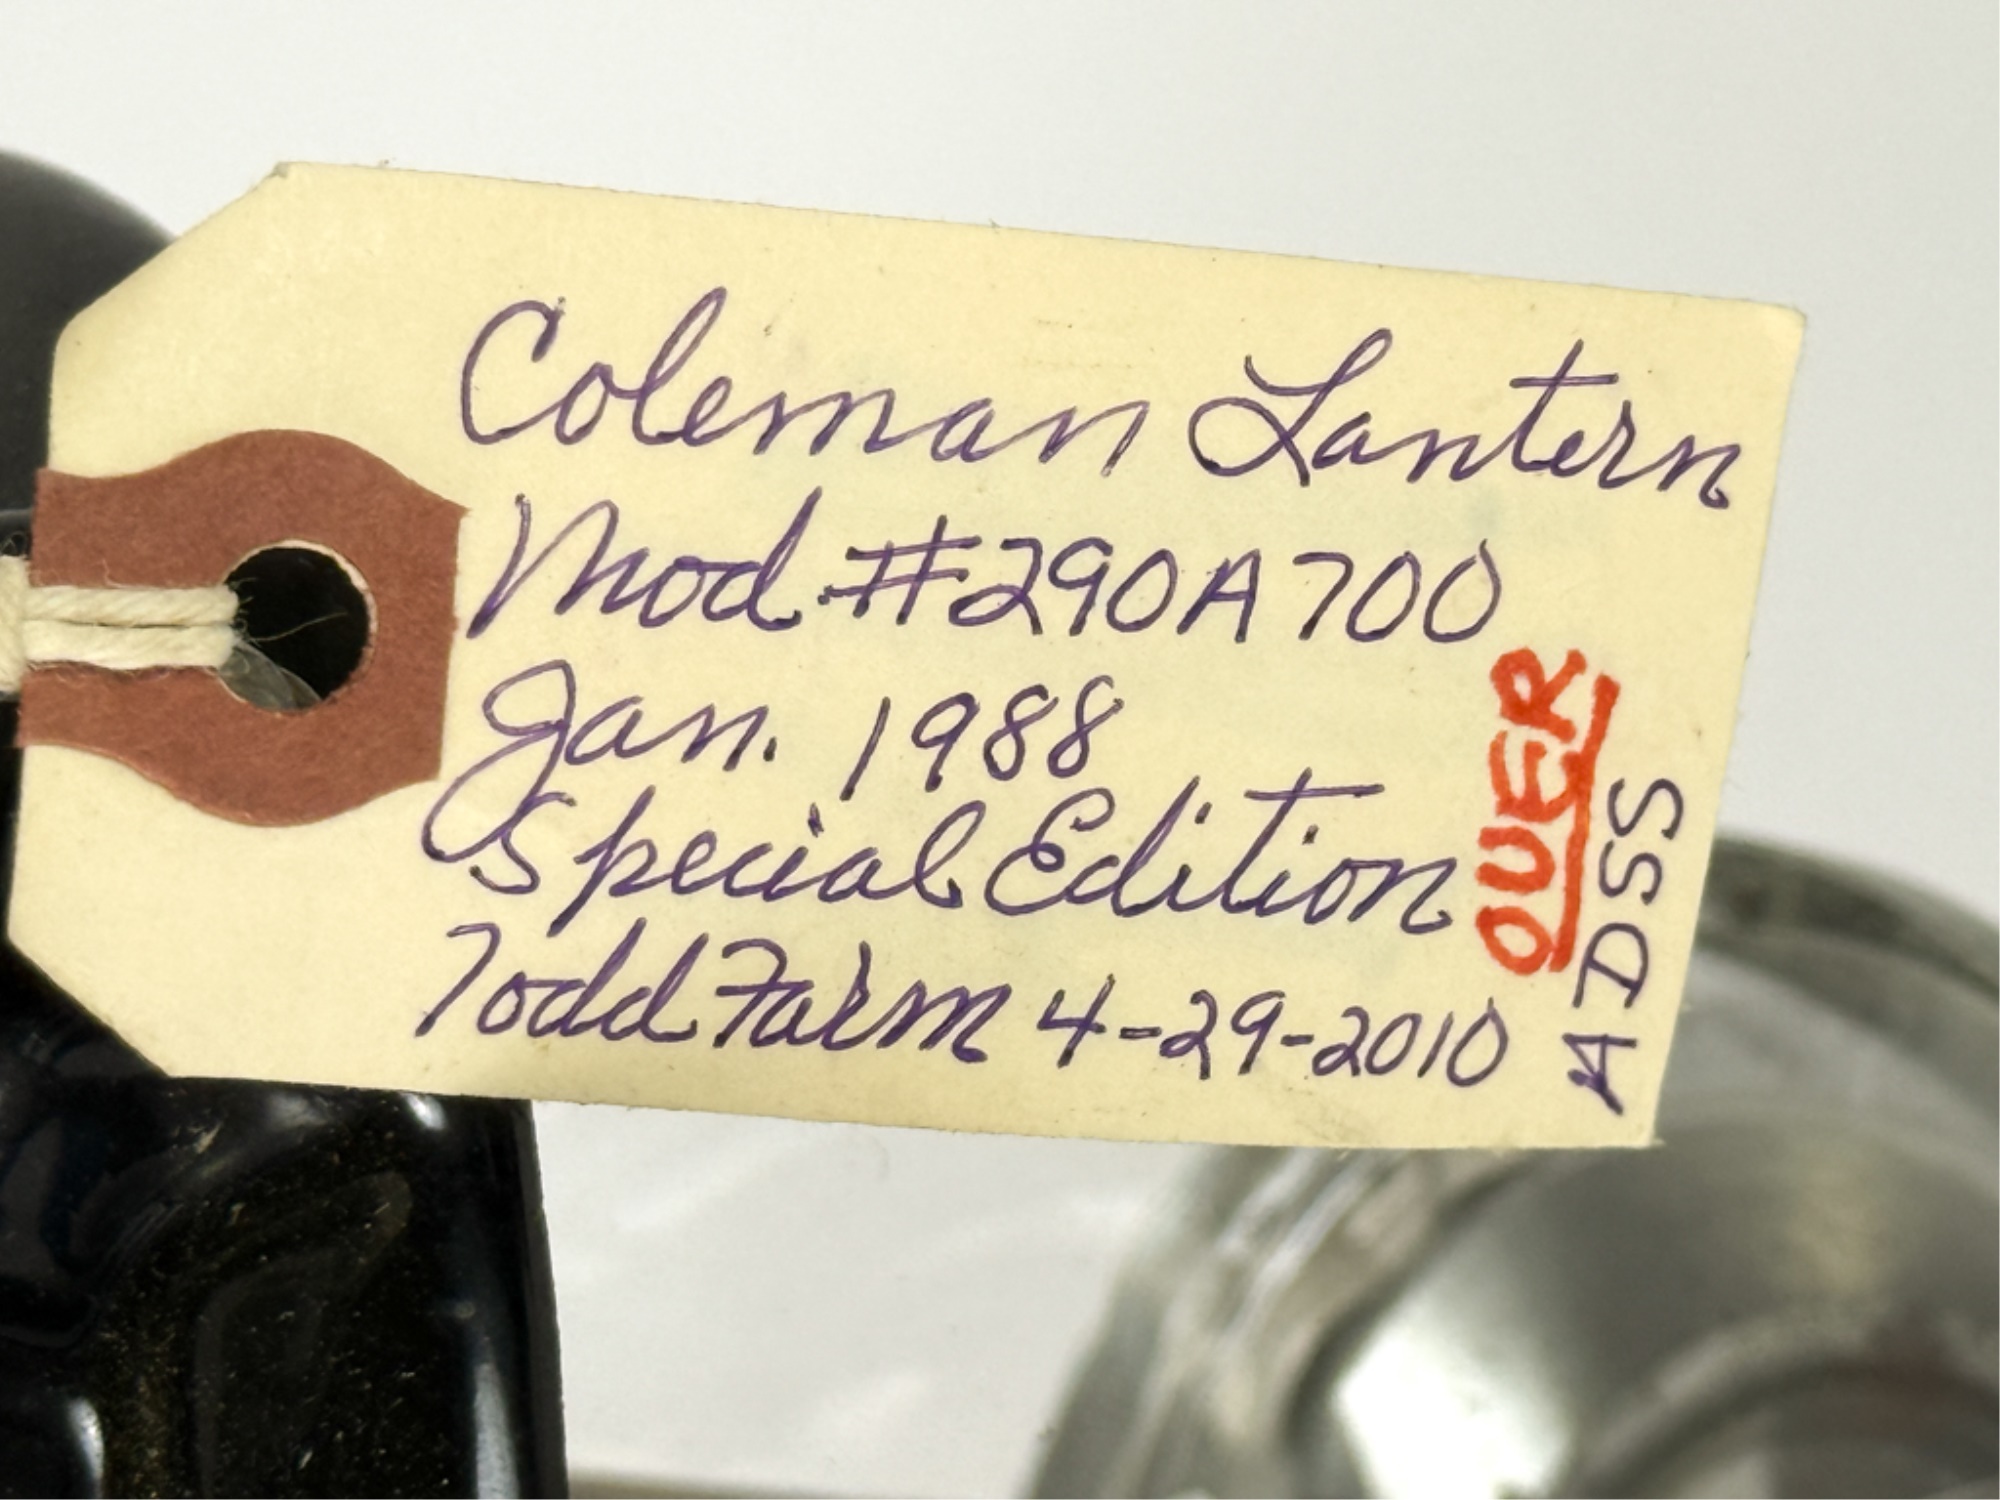 Coleman Lantern
Mod #290A700
Jan. 1988
Special Edition
Todd Farm 4-29-2010
OVER
ADSS